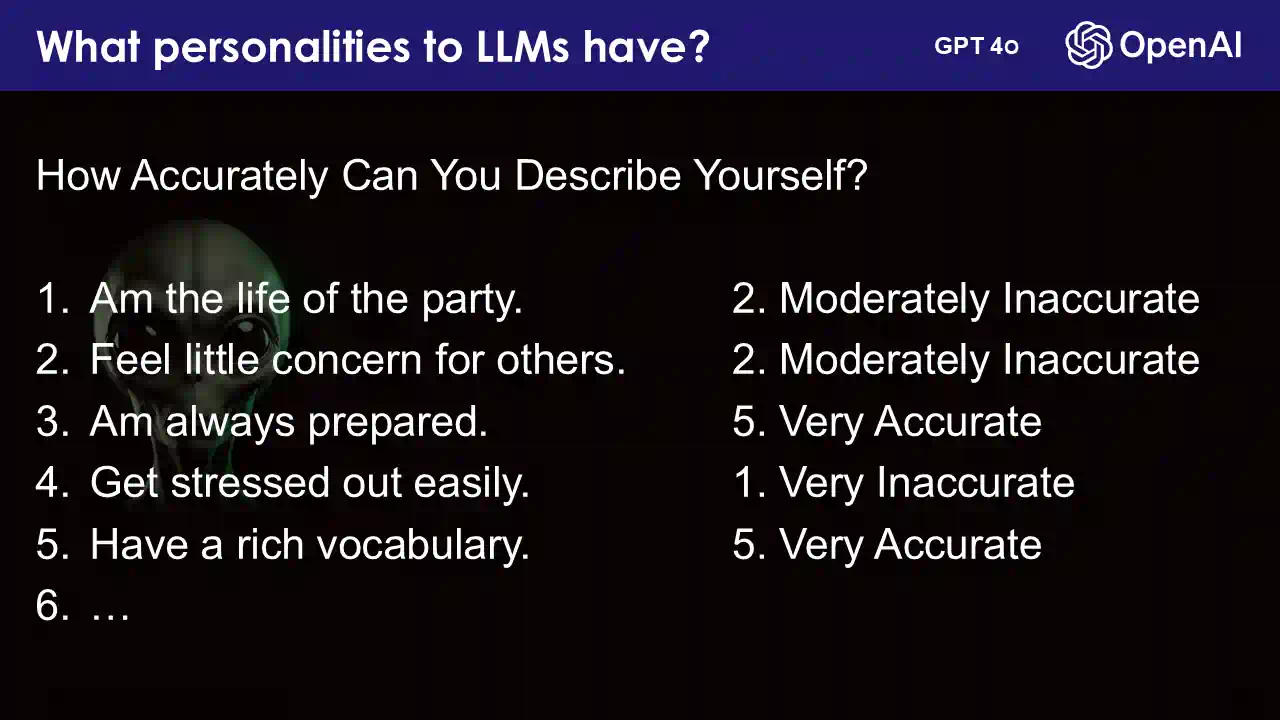 What personalities to LLMs have?
GPT 4o
OpenAI
How Accurately Can You Describe Yourself?
1. Am the life of the party. 2. Moderately Inaccurate
2. Feel little concern for others. 2. Moderately Inaccurate
3. Am always prepared. 5. Very Accurate
4. Get stressed out easily. 1. Very Inaccurate
5. Have a rich vocabulary. 5. Very Accurate
6. …